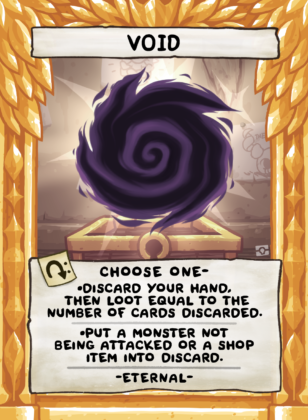 VOID
CHOOSE ONE-
•DISCARD YOUR HAND,
THEN LOOT EQUAL TO THE
NUMBER OF CARDS DISCARDED.
•PUT A MONSTER NOT
BEING ATTACKED OR A SHOP
ITEM INTO DISCARD.
-ETERNAL-